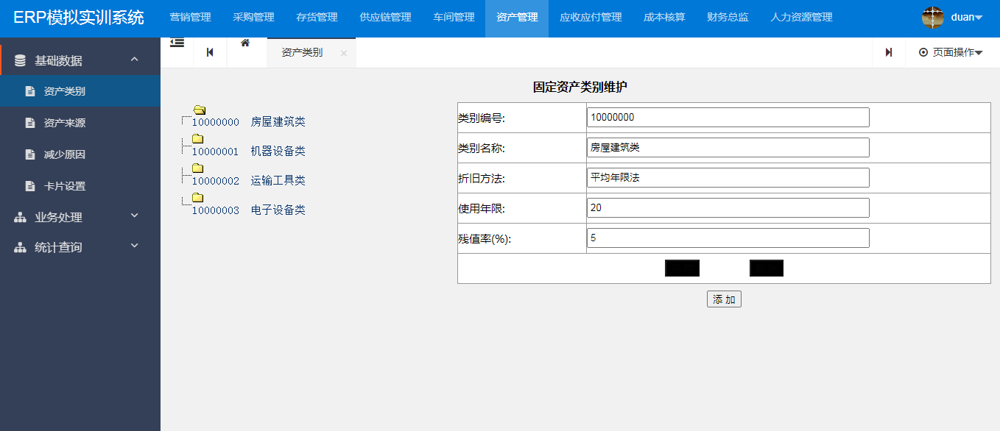 ERP模拟实训系统 营销管理 采购管理 存货管理 供应链管理 车间管理 资产管理 应收应付管理 成本核算 财务总监 人力资源管理 duan
基础数据
资产类别
资产来源
减少原因
卡片设置
业务处理
统计查询
资产类别 × 页面操作
10000000 房屋建筑类
10000001 机器设备类
10000002 运输工具类
10000003 电子设备类
固定资产类别维护
类别编号: 10000000
类别名称: 房屋建筑类
折旧方法: 平均年限法
使用年限: 20
残值率(%): 5
添 加